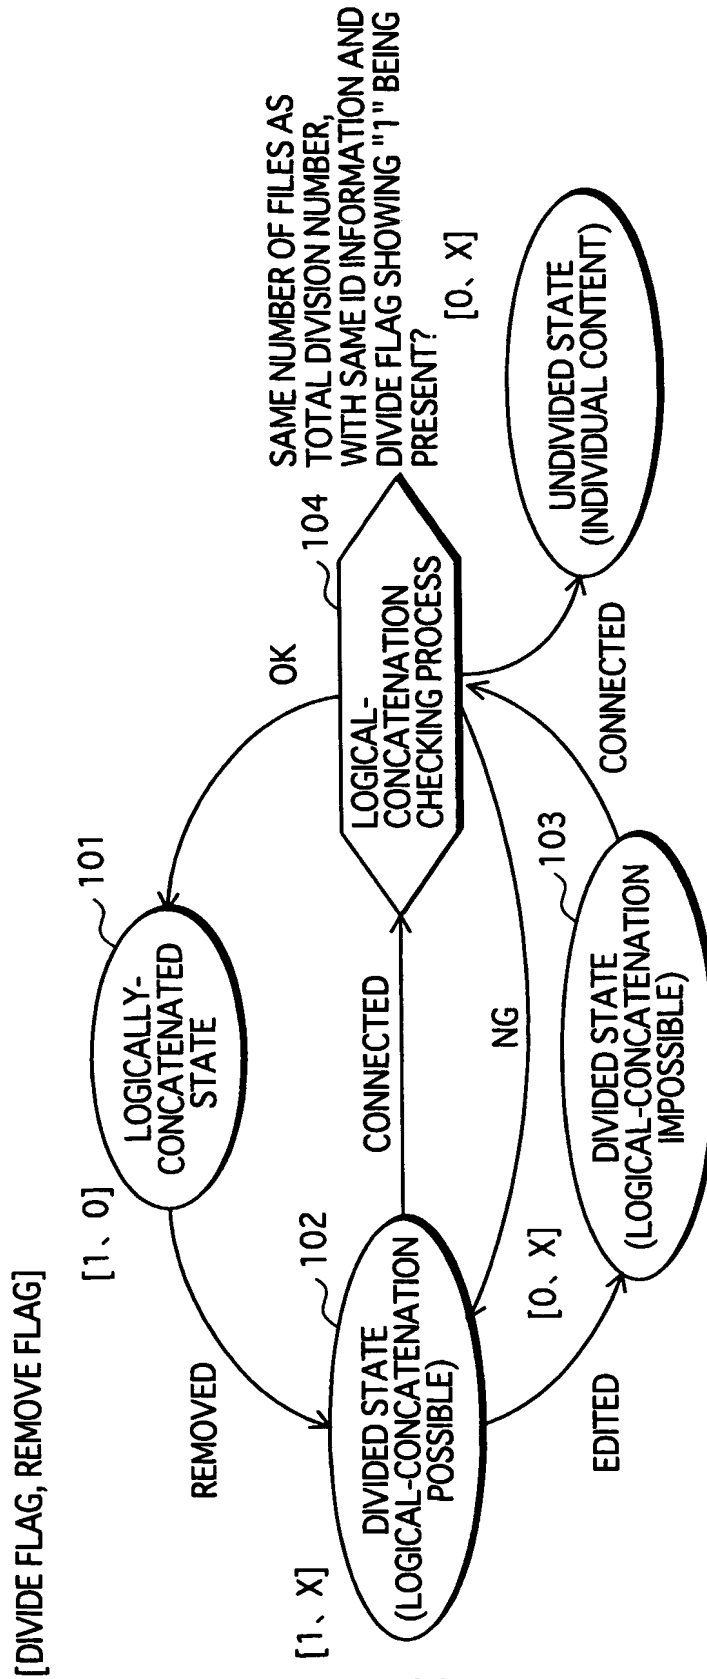 [DIVIDE FLAG, REMOVE FLAG]
[1、0]
101
LOGICALLY-
CONCATENATED
STATE
REMOVED
OK
SAME NUMBER OF FILES AS
TOTAL DIVISION NUMBER,
WITH SAME ID INFORMATION AND
DIVIDE FLAG SHOWING "1" BEING
PRESENT?
104
LOGICAL-
CONCATENATION
CHECKING PROCESS
[1、X]
102
DIVIDED STATE
(LOGICAL-CONCATENATION
POSSIBLE)
CONNECTED
NG
[0、X]
EDITED
103
DIVIDED STATE
(LOGICAL-CONCATENATION
IMPOSSIBLE)
CONNECTED
[0、X]
UNDIVIDED STATE
(INDIVIDUAL CONTENT)